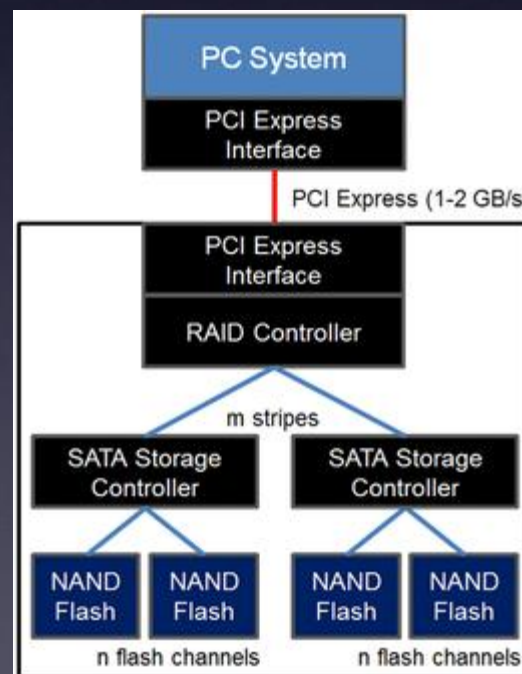 PC System
PCI Express
Interface
PCI Express (1-2 GB/s
PCI Express
Interface
RAID Controller
m stripes
SATA Storage
Controller
SATA Storage
Controller
NAND
Flash
NAND
Flash
NAND
Flash
NAND
Flash
n flash channels
n flash channels